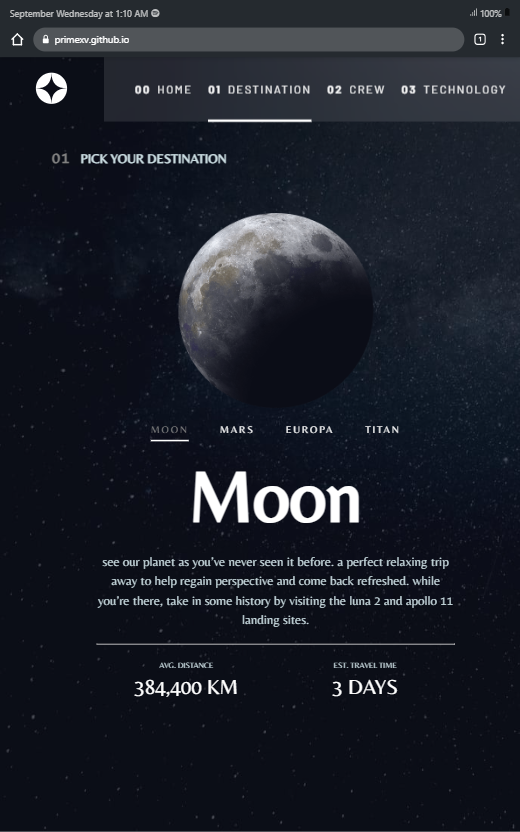 September Wednesday at 1:10 AM
100%
primexv.github.io
1
00 HOME 01 DESTINATION 02 CREW 03 TECHNOLOGY
01 PICK YOUR DESTINATION
MOON MARS EUROPA TITAN
Moon
see our planet as you've never seen it before. a perfect relaxing trip
away to help regain perspective and come back refreshed. while
you're there, take in some history by visiting the luna 2 and apollo 11
landing sites.
AVG. DISTANCE
384,400 KM
EST. TRAVEL TIME
3 DAYS